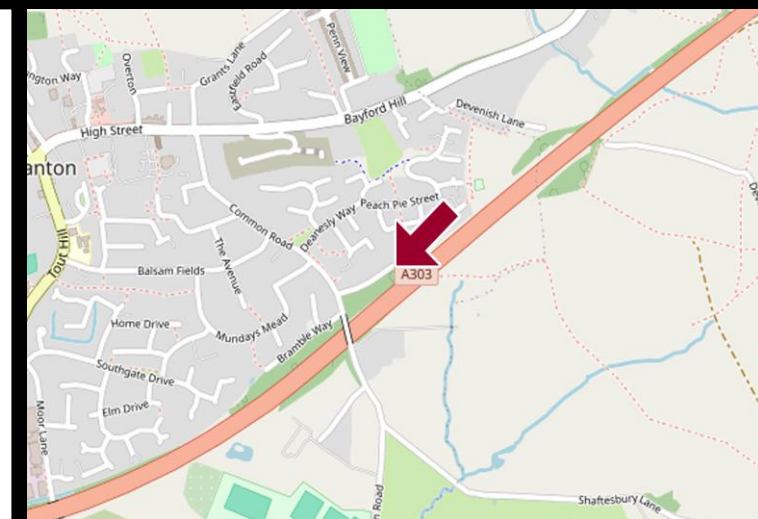 Penn View
Grants Lane
Overton
ington Way
Eastfield Road
Devenish Lane
Bayford Hill
High Street
anton
Peach Pie Street
Deanesly Way
Common Road
Tout Hill
The Avenue
Balsam Fields
A303
Home Drive
Mundays Mead
Bramble Way
Southgate Drive
Elm Drive
Moor Lane
n Road
Shaftesbury Lane